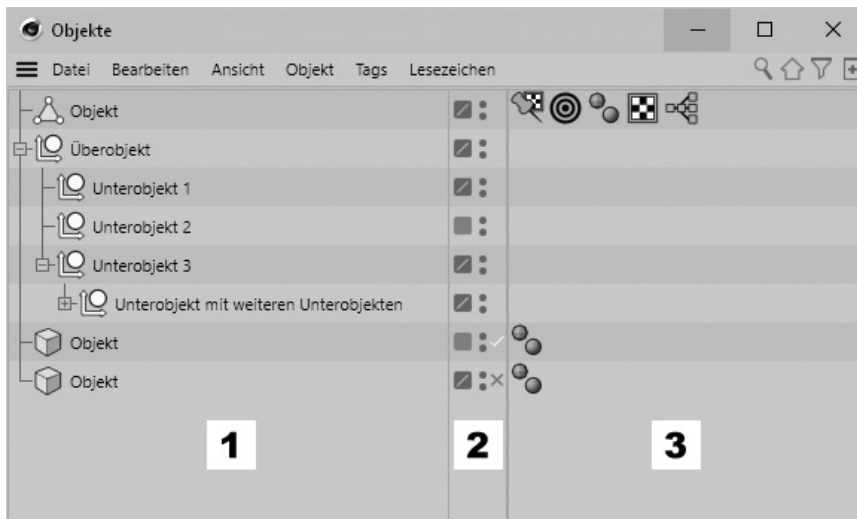 Objekte
Datei Bearbeiten Ansicht Objekt Tags Lesezeichen
Objekt
Überobjekt
Unterobjekt 1
Unterobjekt 2
Unterobjekt 3
Unterobjekt mit weiteren Unterobjekten
Objekt
Objekt
1 2 3